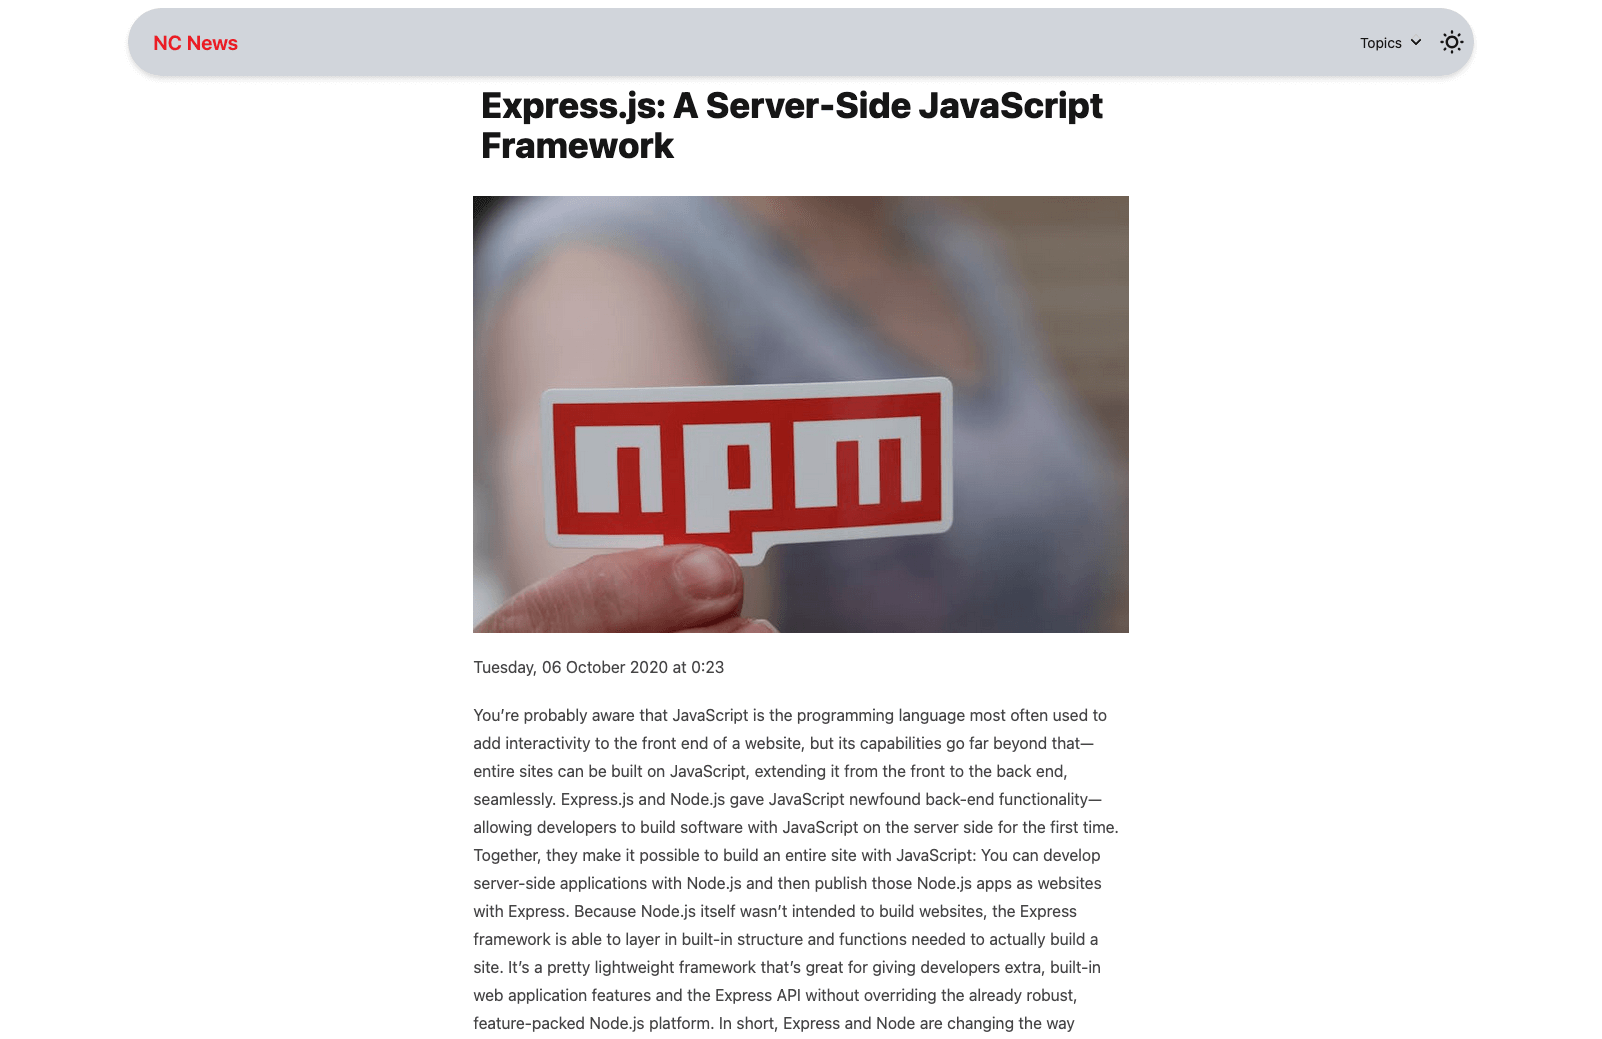 NC News
Topics
Express.js: A Server-Side JavaScript
Framework
npm
Tuesday, 06 October 2020 at 0:23
You’re probably aware that JavaScript is the programming language most often used to
add interactivity to the front end of a website, but its capabilities go far beyond that—
entire sites can be built on JavaScript, extending it from the front to the back end,
seamlessly. Express.js and Node.js gave JavaScript newfound back-end functionality—
allowing developers to build software with JavaScript on the server side for the first time.
Together, they make it possible to build an entire site with JavaScript: You can develop
server-side applications with Node.js and then publish those Node.js apps as websites
with Express. Because Node.js itself wasn’t intended to build websites, the Express
framework is able to layer in built-in structure and functions needed to actually build a
site. It’s a pretty lightweight framework that’s great for giving developers extra, built-in
web application features and the Express API without overriding the already robust,
feature-packed Node.js platform. In short, Express and Node are changing the way